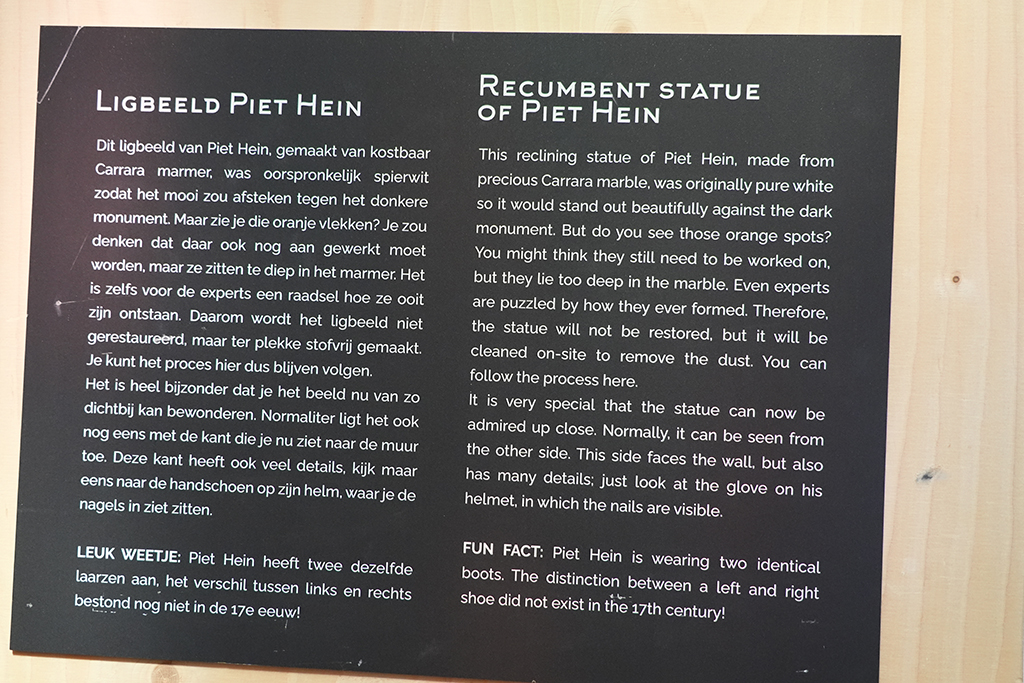 LIGBEELD PIET HEIN
Dit ligbeeld van Piet Hein, gemaakt van kostbaar
Carrara marmer, was oorspronkelijk spierwit
zodat het mooi zou afsteken tegen het donkere
monument. Maar zie je die oranje vlekken? Je zou
denken dat daar ook nog aan gewerkt moet
worden, maar ze zitten te diep in het marmer. Het
is zelfs voor de experts een raadsel hoe ze ooit
zijn ontstaan. Daarom wordt het ligbeeld niet
gerestaureerd, maar ter plekke stofvrij gemaakt.
Je kunt het proces hier dus blijven volgen.
Het is heel bijzonder dat je het beeld nu van zo
dichtbij kan bewonderen. Normaliter ligt het ook
nog eens met de kant die je nu ziet naar de muur
toe. Deze kant heeft ook veel details, kijk maar
eens naar de handschoen op zijn helm, waar je de
nagels in ziet zitten.
LEUK WEETJE: Piet Hein heeft twee dezelfde
laarzen aan, het verschil tussen links en rechts
bestond nog niet in de 17e eeuw!
RECUMBENT STATUE
OF PIET HEIN
This reclining statue of Piet Hein, made from
precious Carrara marble, was originally pure white
so it would stand out beautifully against the dark
monument. But do you see those orange spots?
You might think they still need to be worked on,
but they lie too deep in the marble. Even experts
are puzzled by how they ever formed. Therefore,
the statue will not be restored, but it will be
cleaned on-site to remove the dust. You can
follow the process here.
It is very special that the statue can now be
admired up close. Normally, it can be seen from
the other side. This side faces the wall, but also
has many details; just look at the glove on his
helmet, in which the nails are visible.
FUN FACT: Piet Hein is wearing two identical
boots. The distinction between a left and right
shoe did not exist in the 17th century!